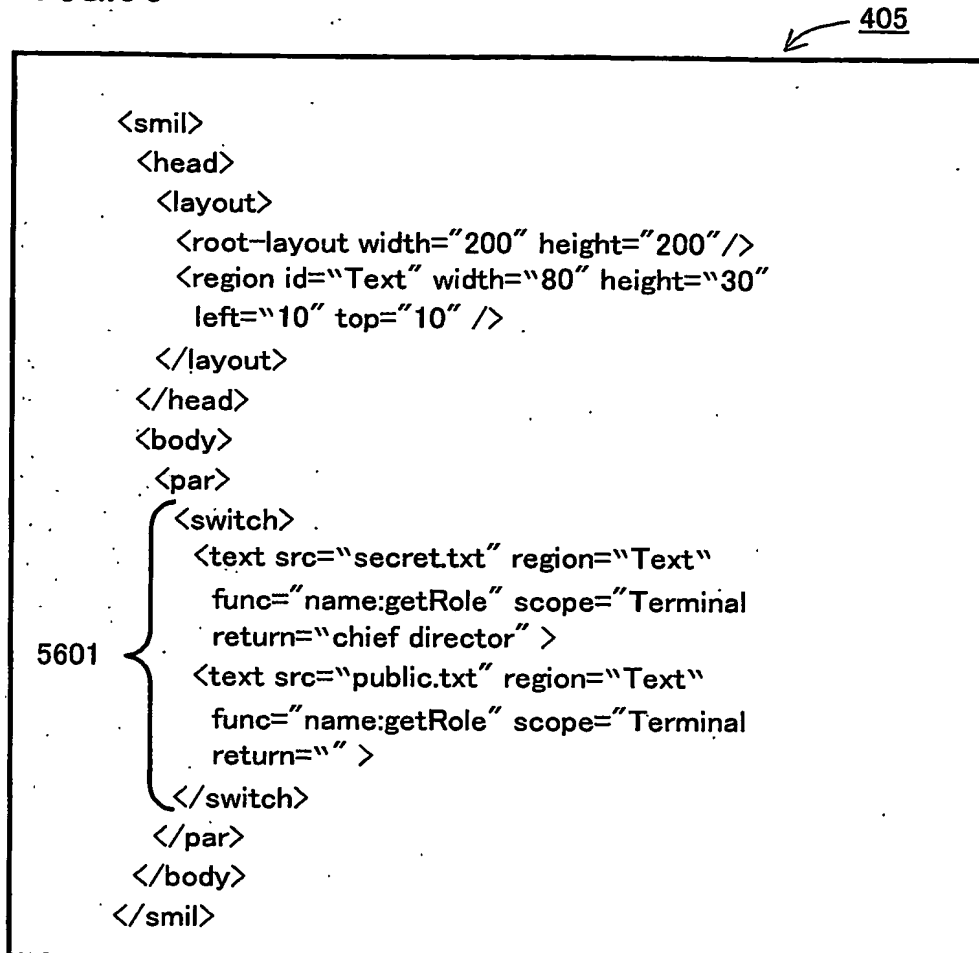 405
<smil>
<head>
<layout>
<root-layout width="200" height="200"/>
<region id="Text" width="80" height="30"
left="10" top="10" />
</layout>
</head>
<body>
<par>
<switch>
<text src="secret.txt" region="Text"
func="name:getRole" scope="Terminal
return="chief director" >
5601
<text src="public.txt" region="Text"
func="name:getRole" scope="Terminal
return="" >
</switch>
</par>
</body>
</smil>